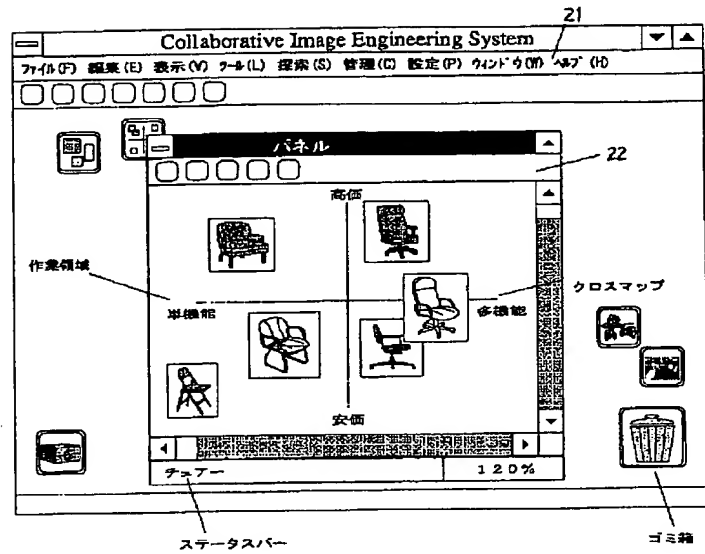 21
Collaborative Image Engineering System
ファイル(F) 編集(E) 表示(V) ツール(L) 探索(S) 管理(C) 設定(P) ウィンドウ(W) ヘルプ(H)
パネル
22
高価
作業領域
クロスマップ
単機能
多機能
安価
チェアー
120%
ステータスバー
ゴミ箱